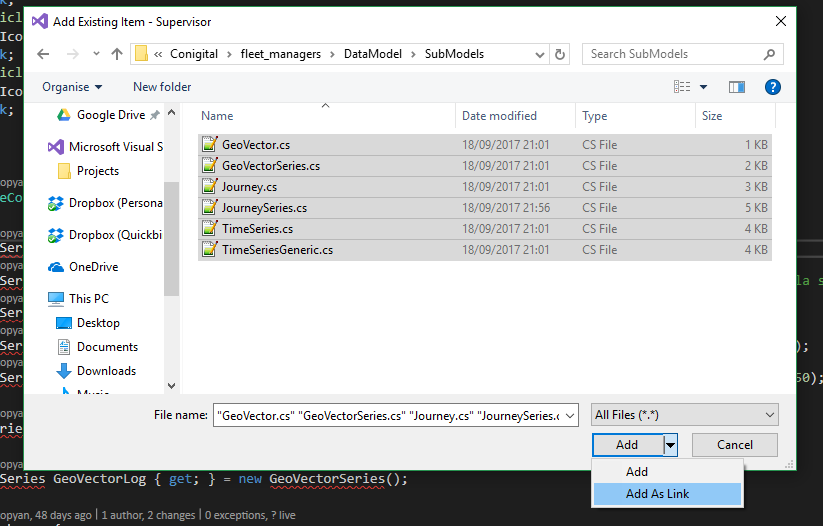 Add Existing Item - Supervisor
« Conigital › fleet_managers › DataModel › SubModels
Search SubModels
Organise
New folder
Google Drive
Microsoft Visual S
Projects
Dropbox (Persona
Dropbox (Quickbi
OneDrive
This PC
Desktop
Documents
Downloads
Name Date modified Type Size
GeoVector.cs 18/09/2017 21:01 CS File 1 KB
GeoVectorSeries.cs 18/09/2017 21:01 CS File 2 KB
Journey.cs 18/09/2017 21:01 CS File 3 KB
JourneySeries.cs 18/09/2017 21:56 CS File 5 KB
TimeSeries.cs 18/09/2017 21:01 CS File 4 KB
TimeSeriesGeneric.cs 18/09/2017 21:01 CS File 4 KB
File name: "GeoVector.cs" "GeoVectorSeries.cs" "Journey.cs" "JourneySeries.c
All Files (*.*)
Add
Cancel
Add
Add As Link
Series GeoVectorLog { get; } = new GeoVectorSeries();
opyan, 48 days ago | 1 author, 2 changes | 0 exceptions, ? live